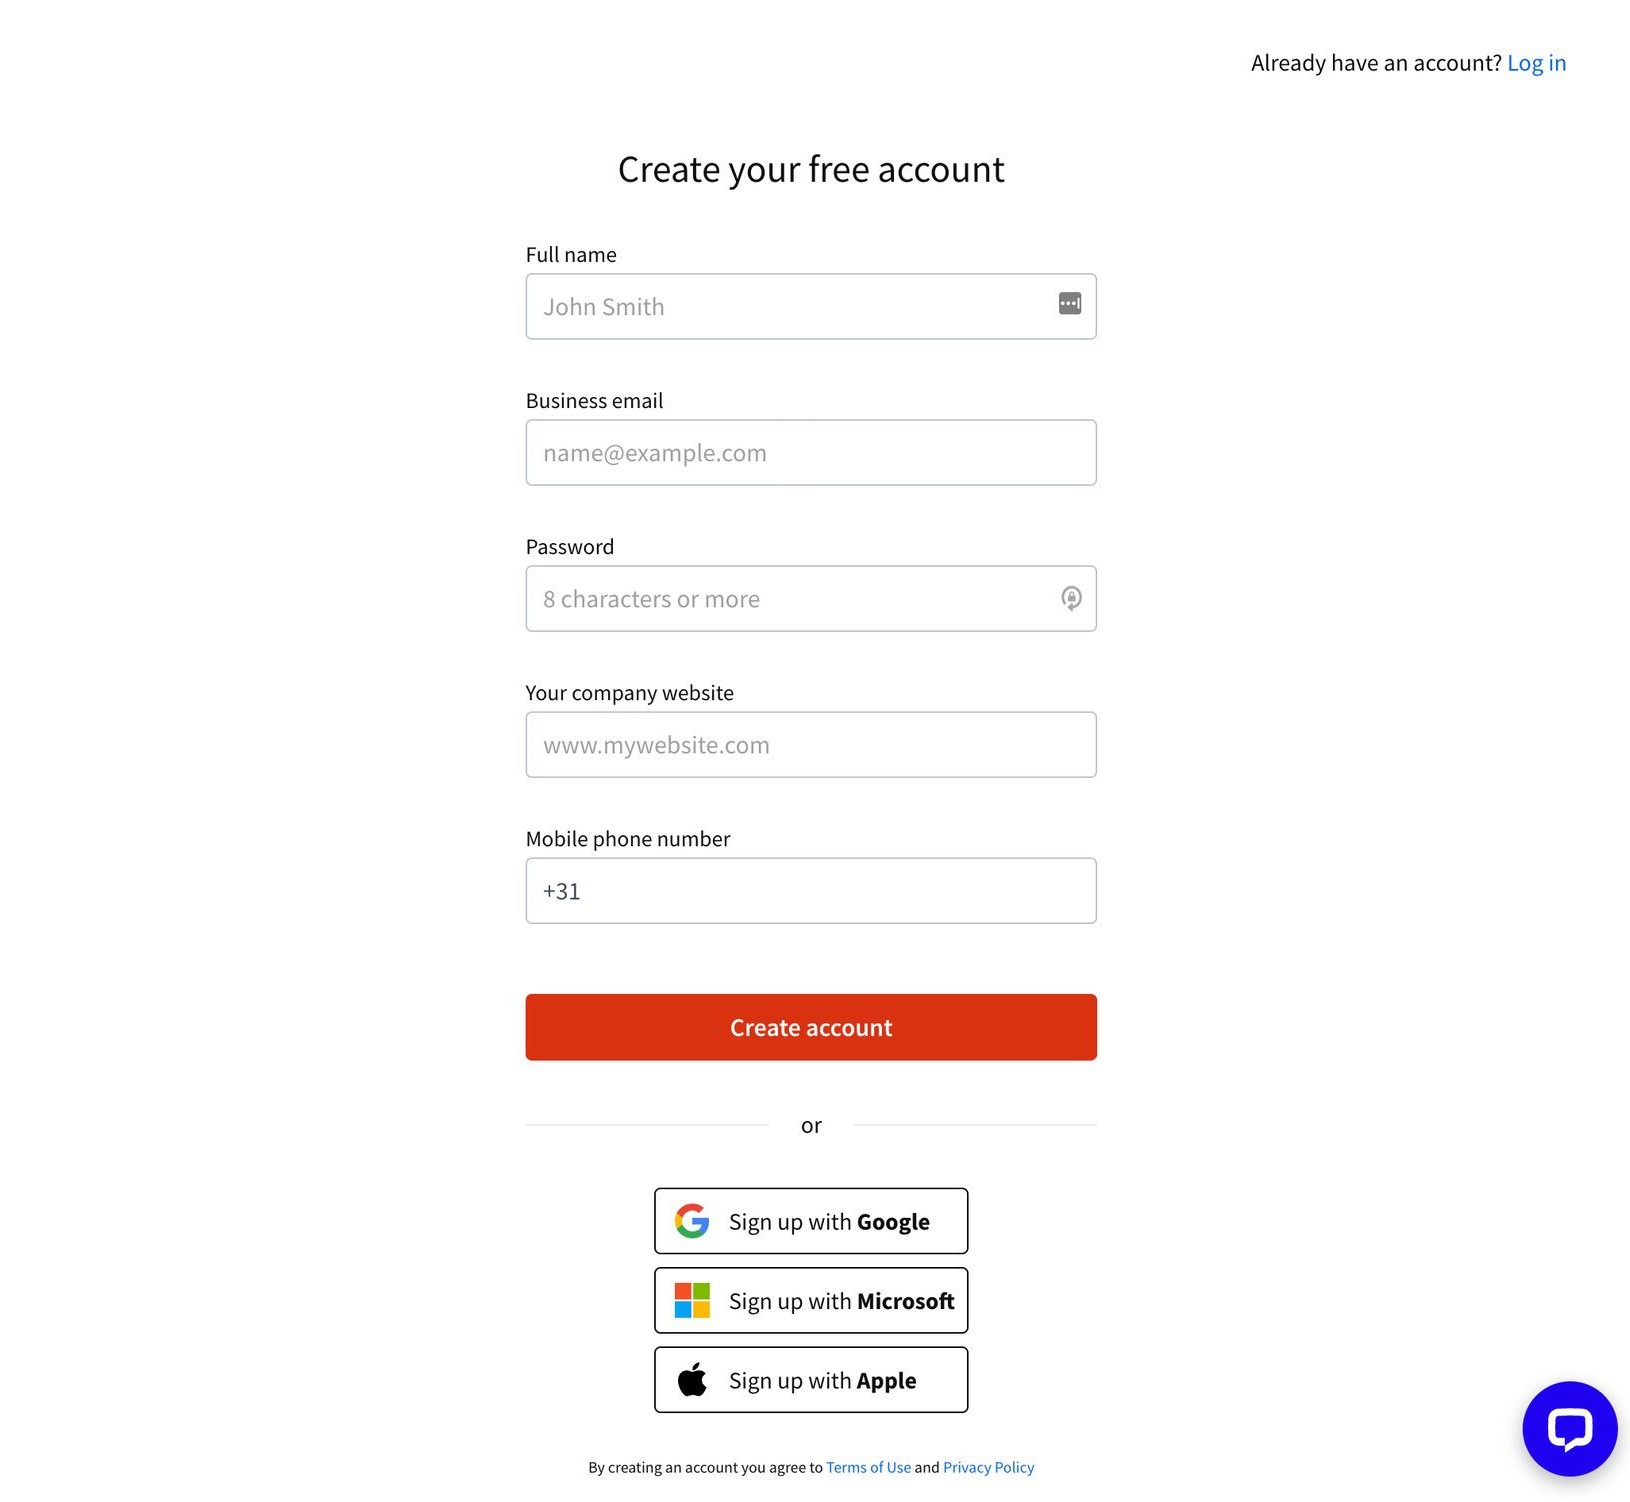 Already have an account? Log in
Create your free account
Full name
John Smith
Business email
name@example.com
Password
8 characters or more
Your company website
www.mywebsite.com
Mobile phone number
+31
Create account
or
Sign up with Google
Sign up with Microsoft
Sign up with Apple
By creating an account you agree to Terms of Use and Privacy Policy